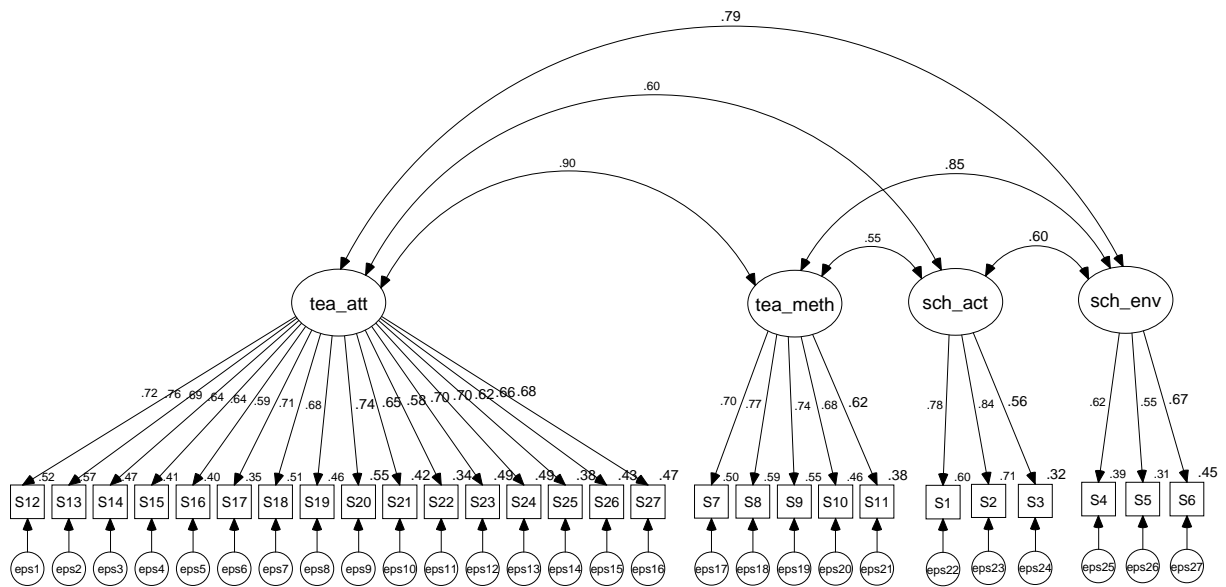 .79
.60
.90
.85
.55
.60
tea_att
tea_meth
sch_act
sch_env
.72 .76 .69 .64 .64 .59 .71 .68 .74 .65 .58 .70 .70 .62 .66 .68
.70 .77 .74 .68 .62
.78 .84 .56
.62 .55 .67
.52 .57 .47 .41 .40 .35 .51 .46 .55 .42 .34 .49 .49 .38 .43 .47
.50 .59 .55 .46 .38
.60 .71 .32
.39 .31 .45
S12 S13 S14 S15 S16 S17 S18 S19 S20 S21 S22 S23 S24 S25 S26 S27
S7 S8 S9 S10 S11
S1 S2 S3
S4 S5 S6
eps1 eps2 eps3 eps4 eps5 eps6 eps7 eps8 eps9 eps10 eps11 eps12 eps13 eps14 eps15 eps16
eps17 eps18 eps19 eps20 eps21
eps22 eps23 eps24
eps25 eps26 eps27